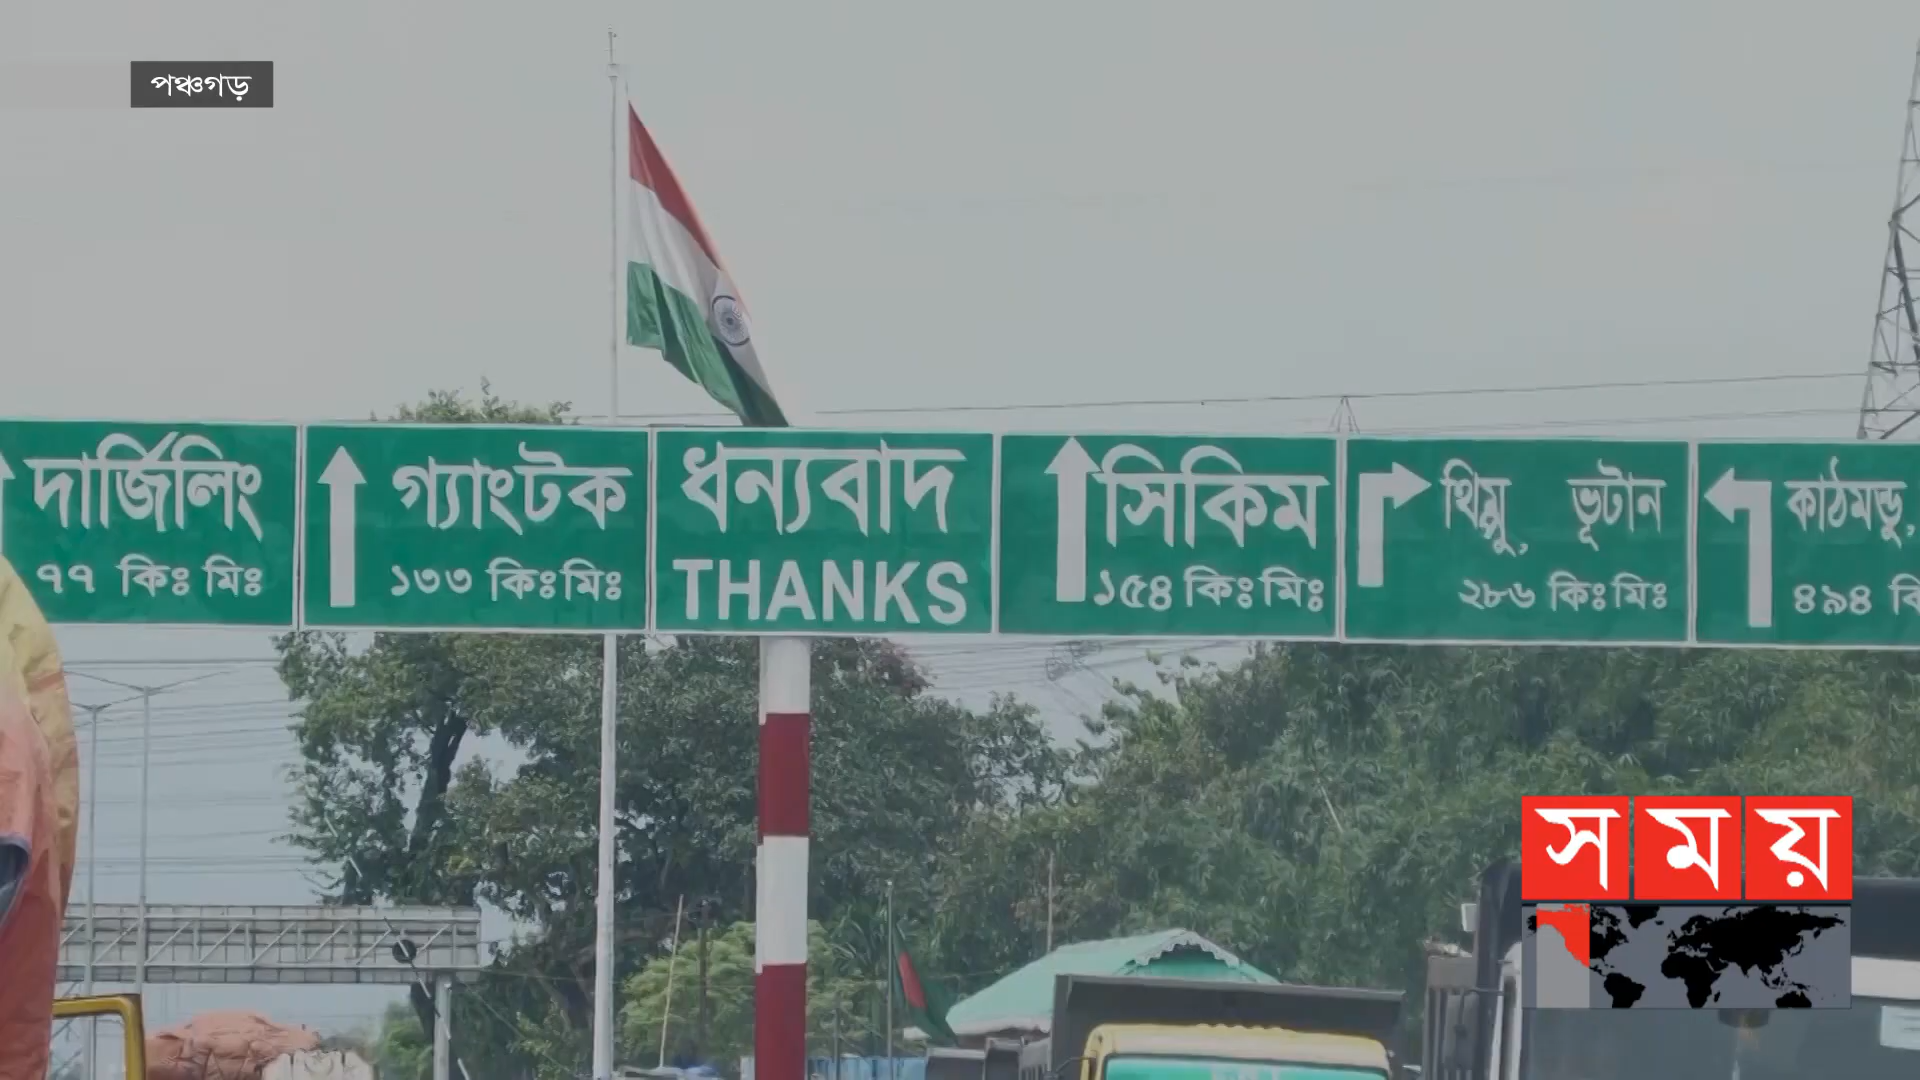 পঞ্চগড়
দার্জিলিং
৭৭ কিঃ মিঃ
গ্যাংটক
১৩৩ কিঃমিঃ
ধন্যবাদ
THANKS
সিকিম
১৫৪ কিঃমিঃ
থিম্পু, ভূটান
২৮৬ কিঃমিঃ
কাঠমন্ডু,
৪৯৪
সময়